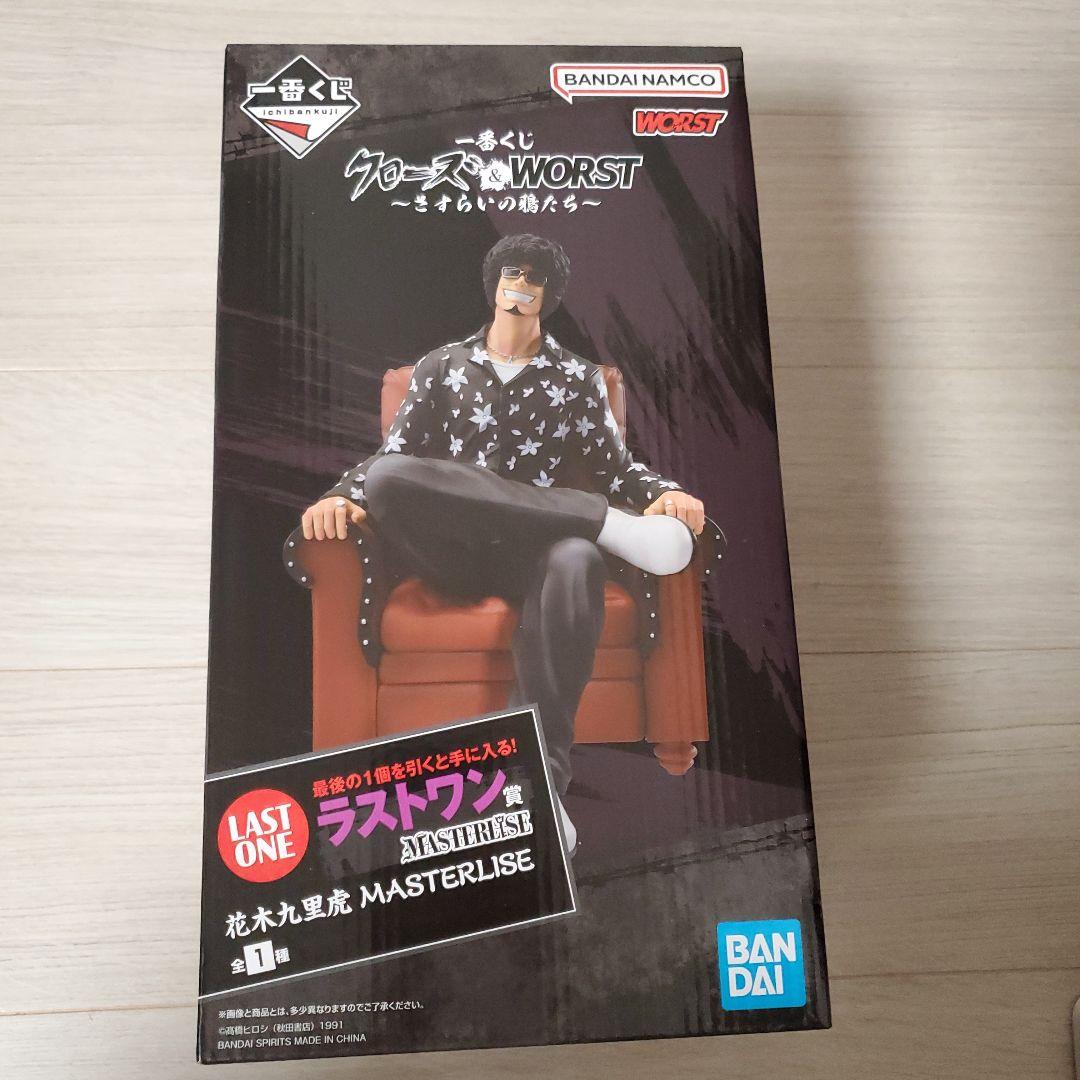 一番くじ
ichibankuji
BANDAI NAMCO
WORST
一番くじ
クローズ&WORST
〜さすらいの鴉たち〜
LAST ONE
最後の1個を引くと手に入る!
ラストワン賞
MASTERLISE
花木九里虎 MASTERLISE
全1種
※画像と商品とは、多少異なりますのでご了承ください。
©高橋ヒロシ(秋田書店)1991
BANDAI SPIRITS MADE IN CHINA
BAN
DAI